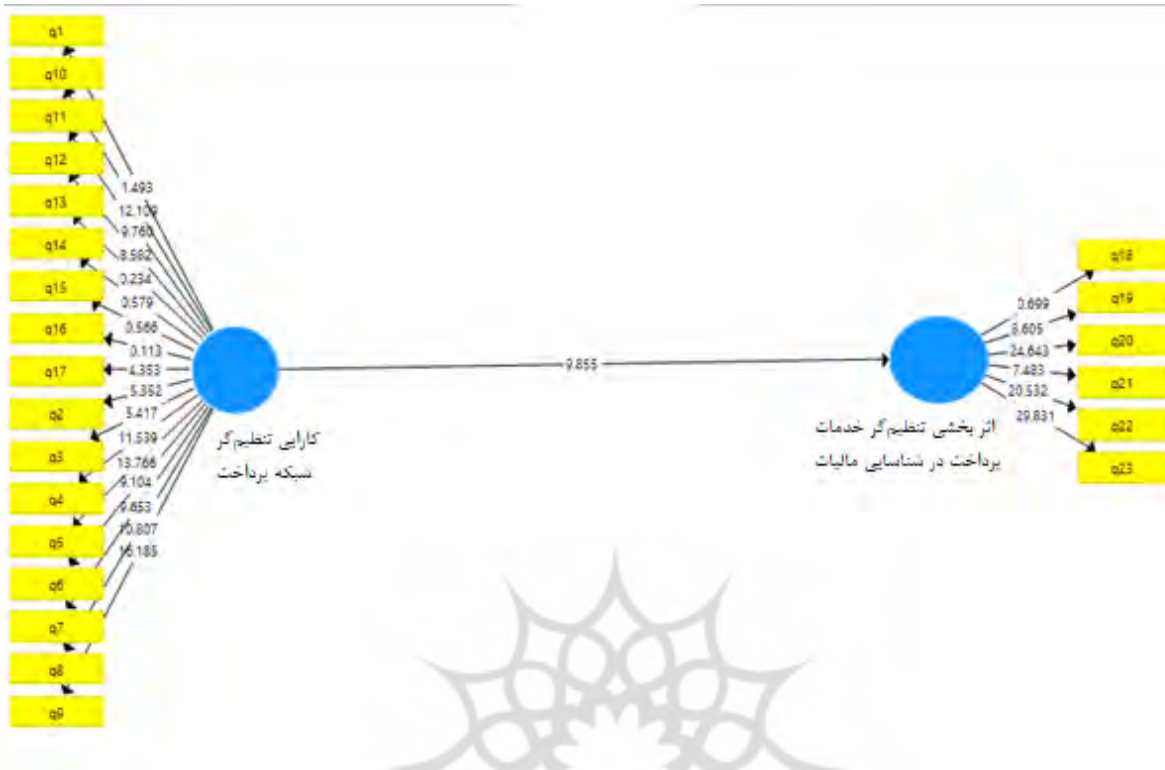 q1
q10
q11
q12
q13
q14
q15
q16
q17
q2
q3
q4
q5
q6
q7
q8
q9
1.493
12.109
9.760
8.582
0.234
0.579
0.566
0.113
4.353
5.352
5.417
11.539
13.766
9.104
9.653
10.807
16.185
کارایی تنظیم‌گر
شبکه پرداخت
9.855
اثر بخشی تنظیم‌گر خدمات
پرداخت در شناسایی مالیات
0.699
8.605
24.643
7.483
20.532
29.831
q18
q19
q20
q21
q22
q23